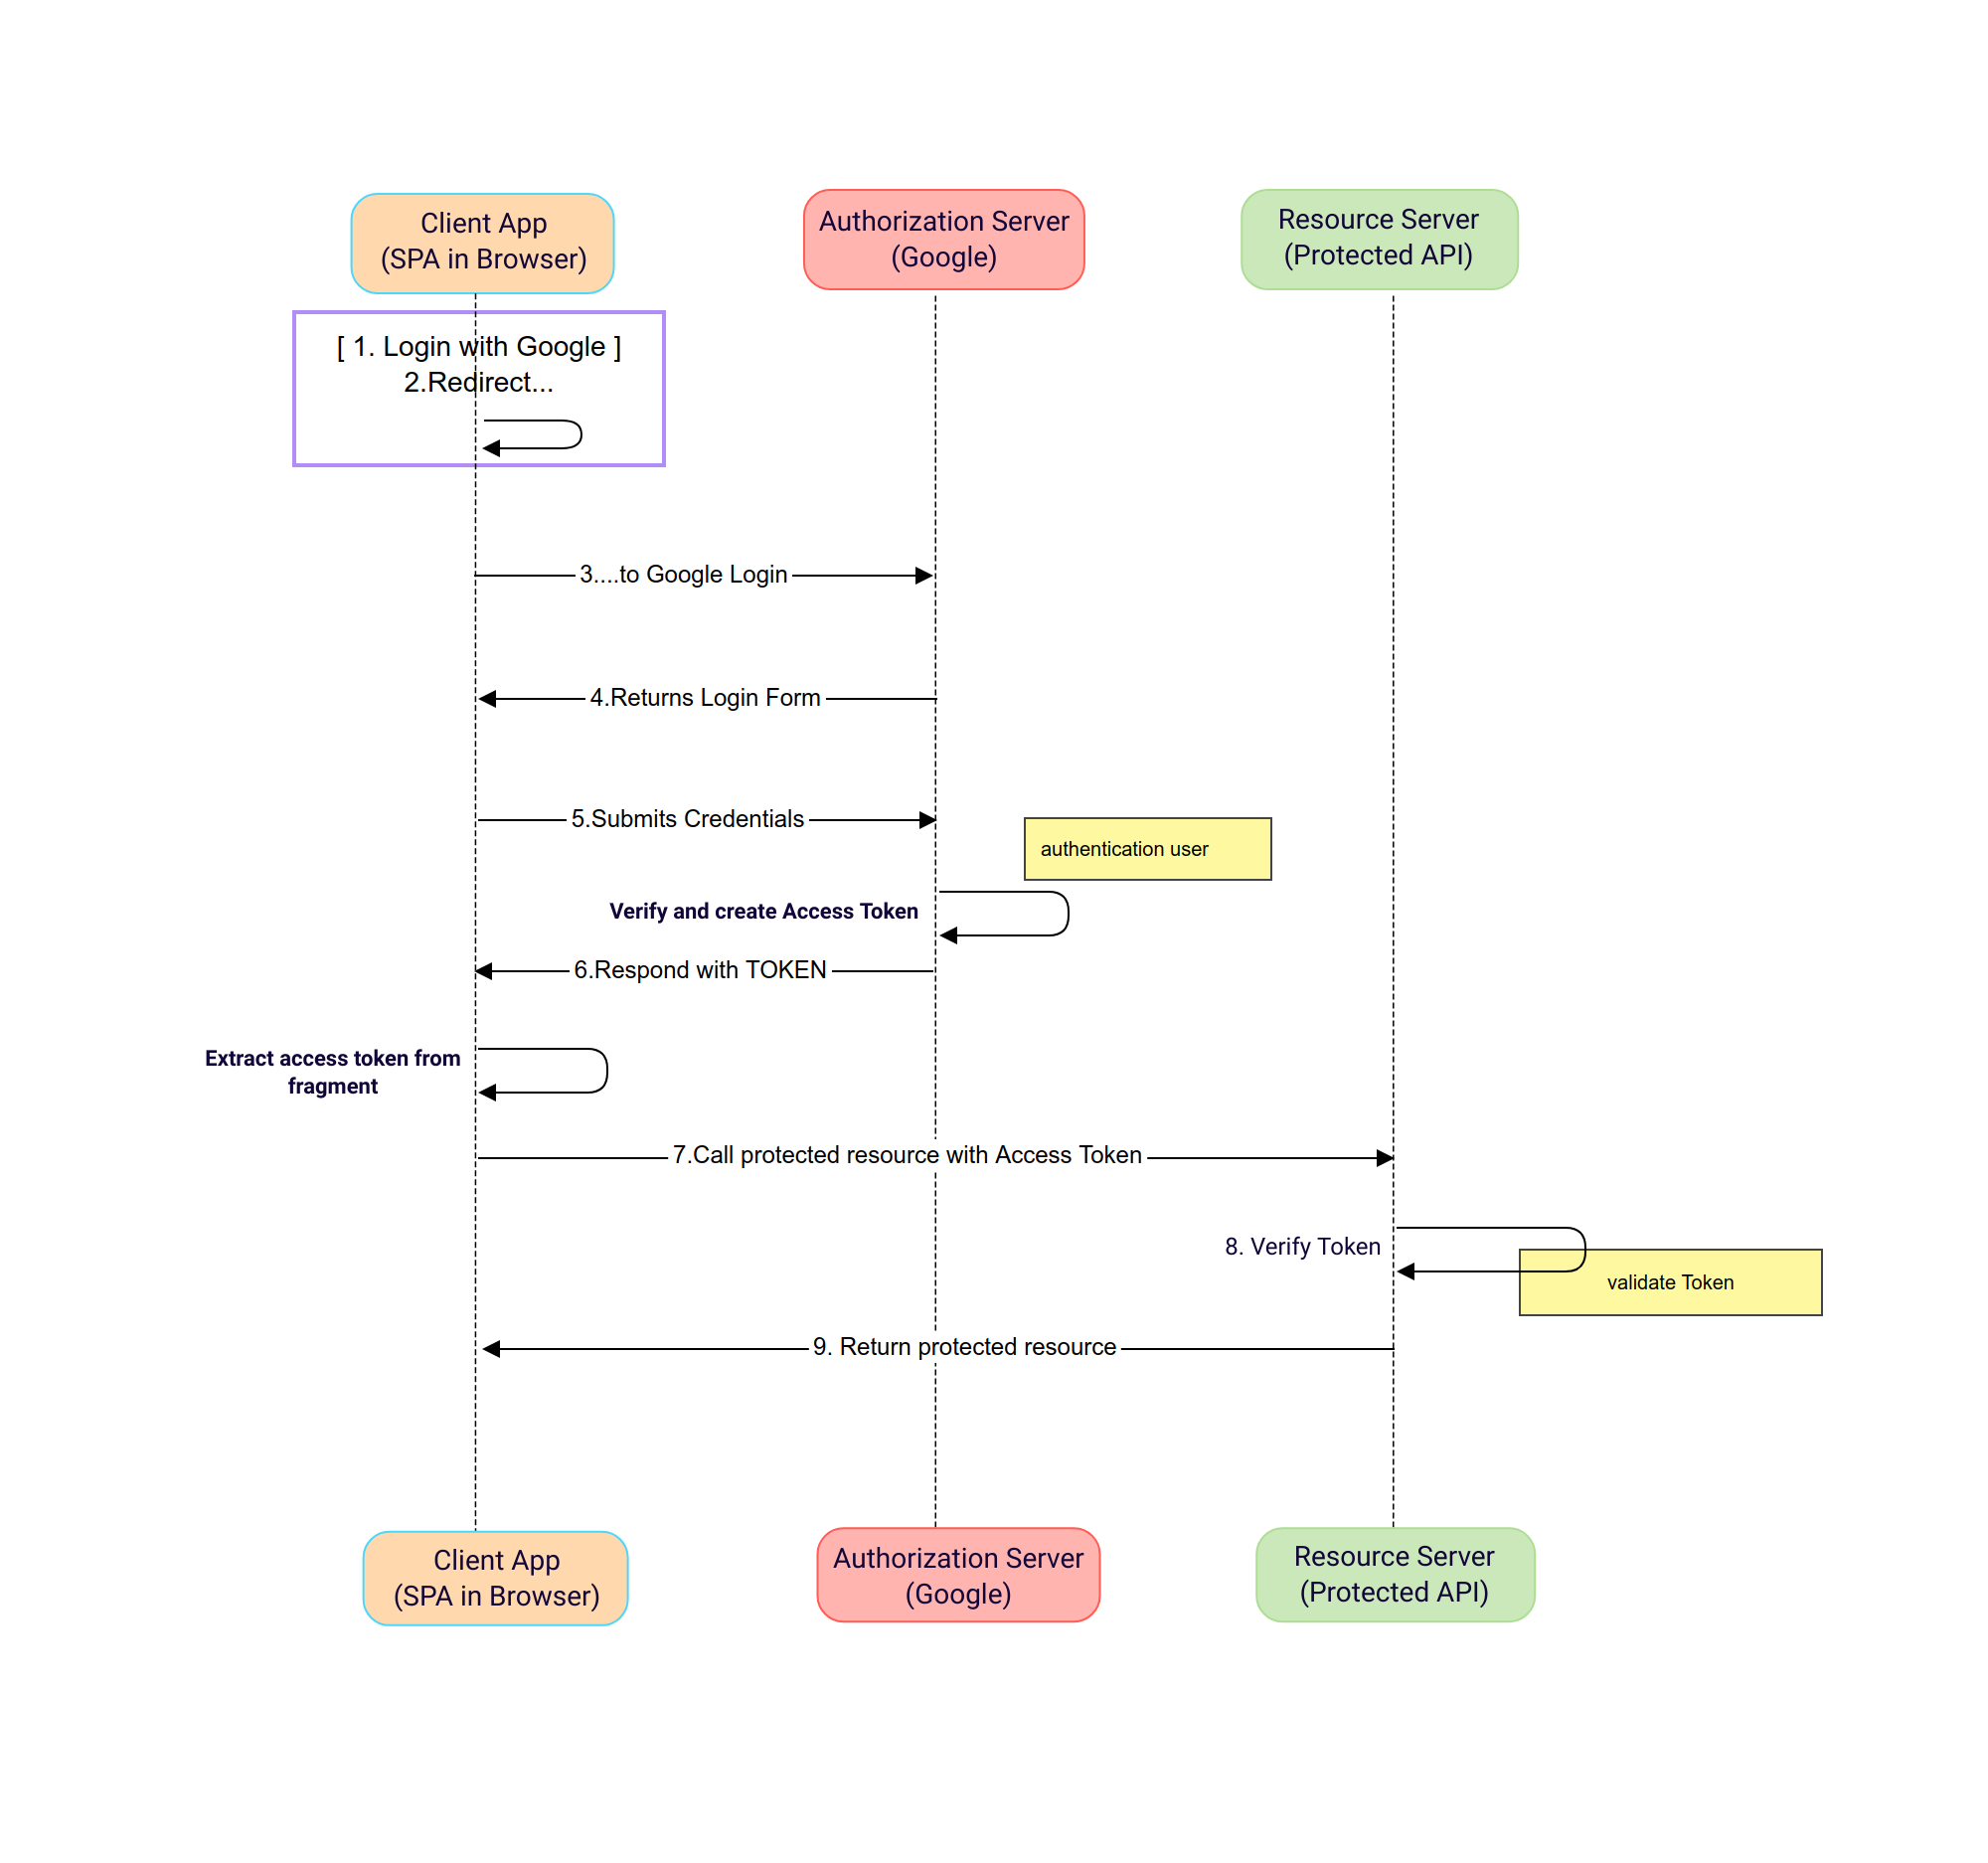 Client App
(SPA in Browser)
Authorization Server
(Google)
Resource Server
(Protected API)
[ 1. Login with Google ]
2.Redirect...
3....to Google Login
4.Returns Login Form
5.Submits Credentials
authentication user
Verify and create Access Token
6.Respond with TOKEN
Extract access token from
fragment
7.Call protected resource with Access Token
8. Verify Token
validate Token
9. Return protected resource
Client App
(SPA in Browser)
Authorization Server
(Google)
Resource Server
(Protected API)